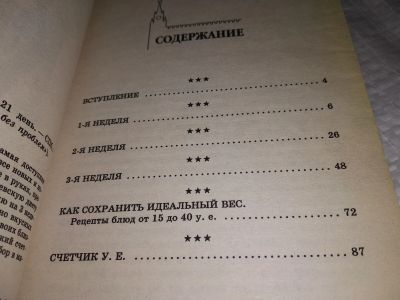 21 день. —
без проблем
СОДЕРЖАНИЕ
***
ВСТУПЛЕНИЕ 4
***
1-Я НЕДЕЛЯ 6
***
2-Я НЕДЕЛЯ 26
***
3-Я НЕДЕЛЯ 48
***
КАК СОХРАНИТЬ ИДЕАЛЬНЫЙ ВЕС.
Рецепты блюд от 15 до 40 у. е. 72
***
СЧЕТЧИК У. Е. 87